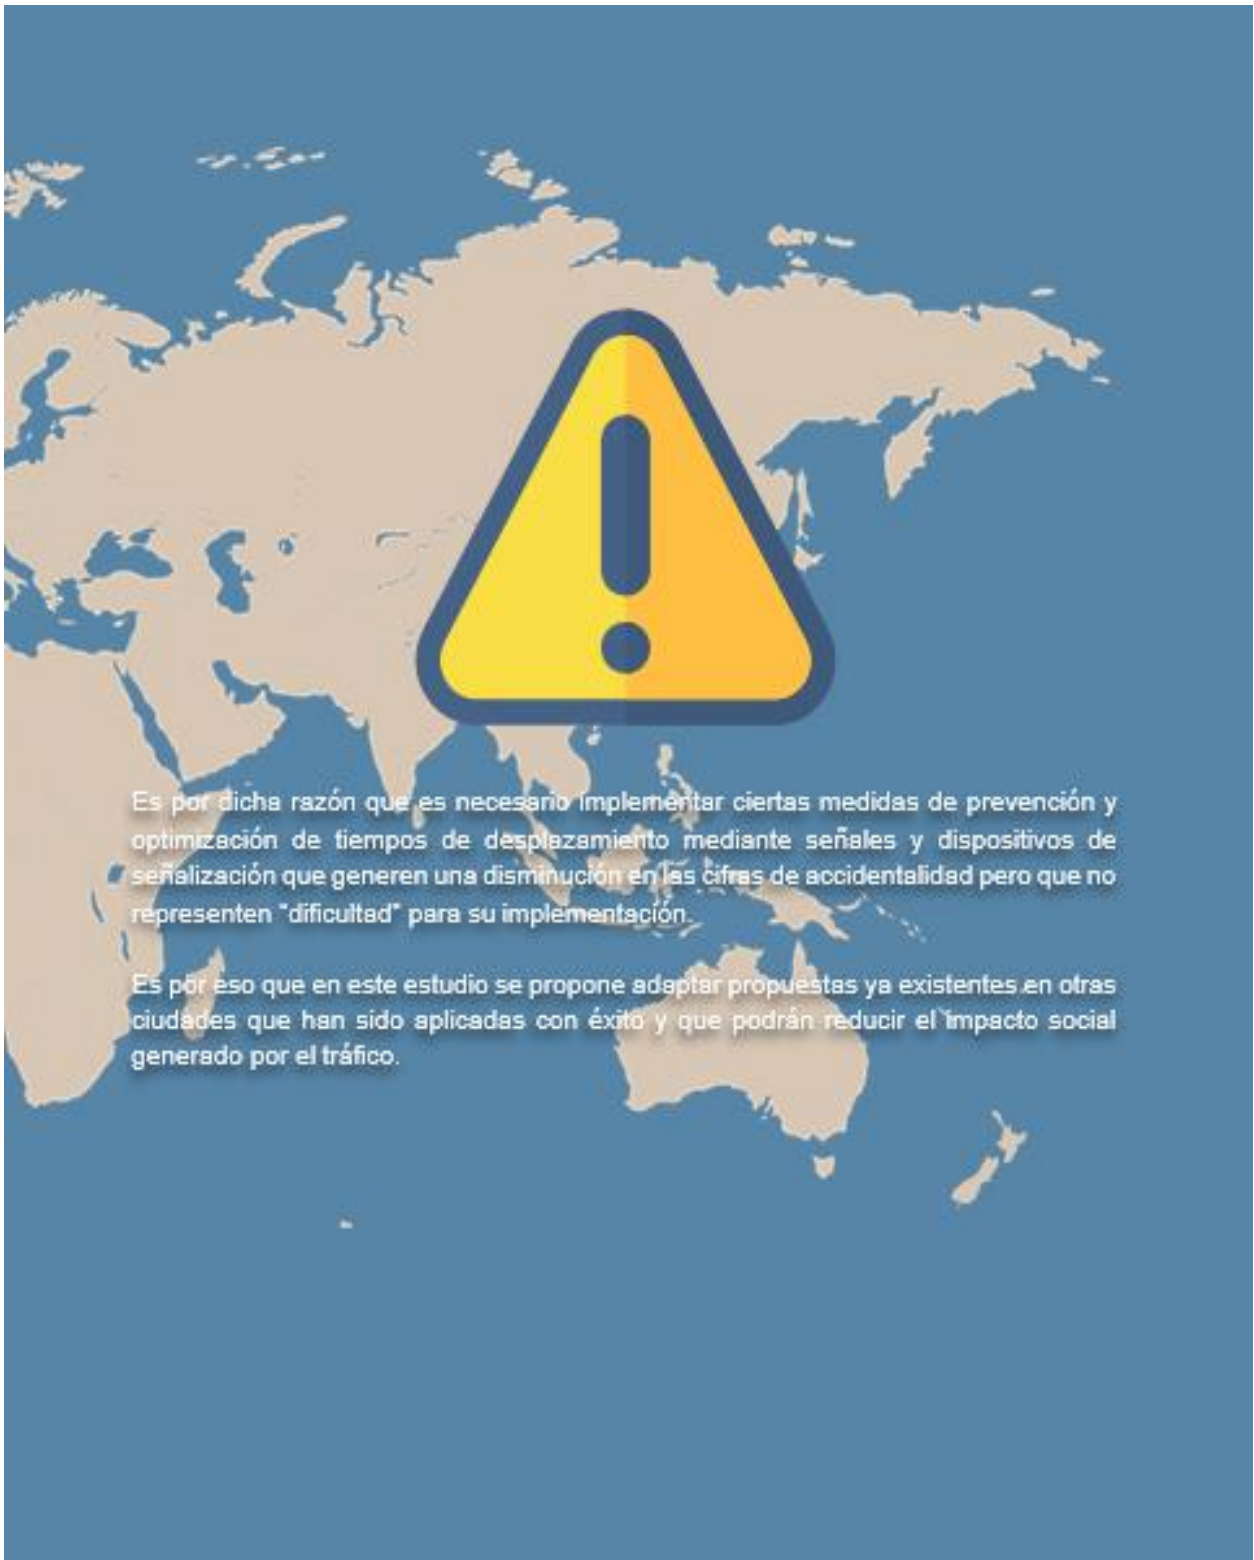 Es por dicha razón que es necesario implementar ciertas medidas de prevención y
optimización de tiempos de desplazamiento mediante señales y dispositivos de
señalización que generen una disminución en las cifras de accidentalidad pero que no
representen "dificultad" para su implementación.
Es por eso que en este estudio se propone adaptar propuestas ya existentes en otras
ciudades que han sido aplicadas con éxito y que podrán reducir el impacto social
generado por el tráfico.